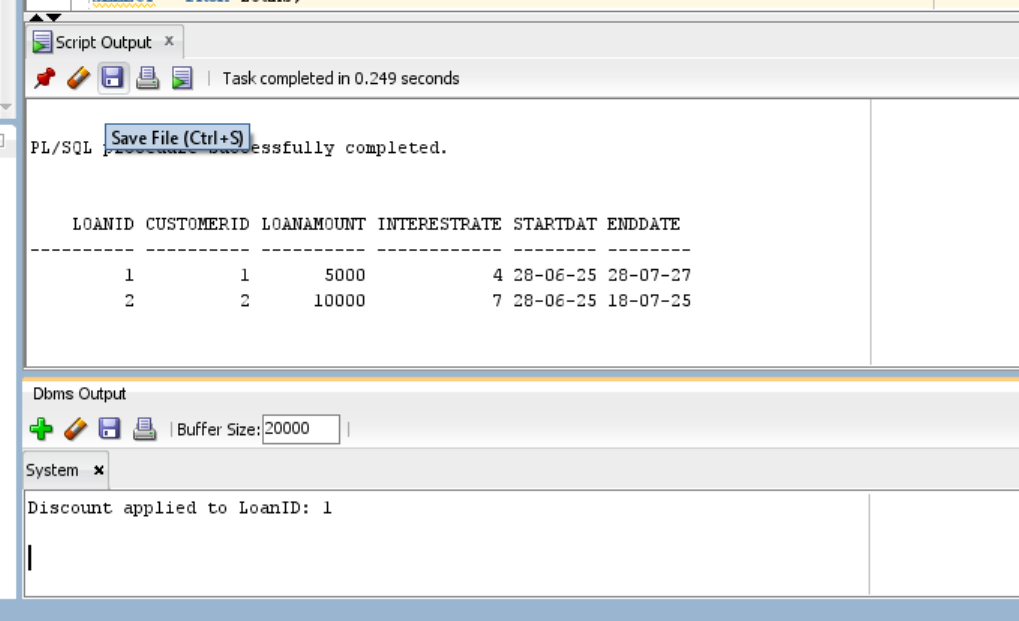 Script Output x
Task completed in 0.249 seconds
Save File (Ctrl+S)
PL/SQL essfully completed.
LOANID CUSTOMERID LOANAMOUNT INTERESTRATE STARTDAT ENDDATE
---------- ---------- ---------- ------------ -------- --------
1 1 5000 4 28-06-25 28-07-27
2 2 10000 7 28-06-25 18-07-25
Dbms Output
Buffer Size: 20000
System x
Discount applied to LoanID: 1